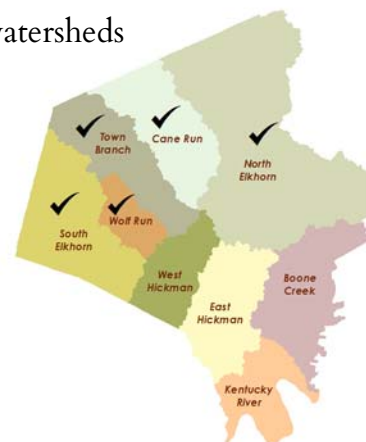 watersheds
Town
Branch
Cane Run
North
Elkhorn
South
Elkhorn
Wolf Run
West
Hickman
East
Hickman
Boone
Creek
Kentucky
River